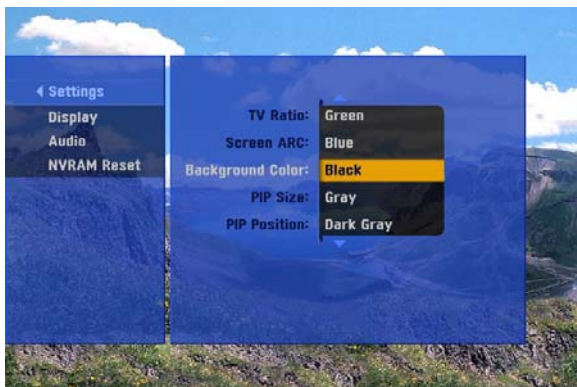 Settings
Display
Audio
NVRAM Reset
TV Ratio: Green
Screen ARC: Blue
Background Color: Black
PIP Size: Gray
PIP Position: Dark Gray